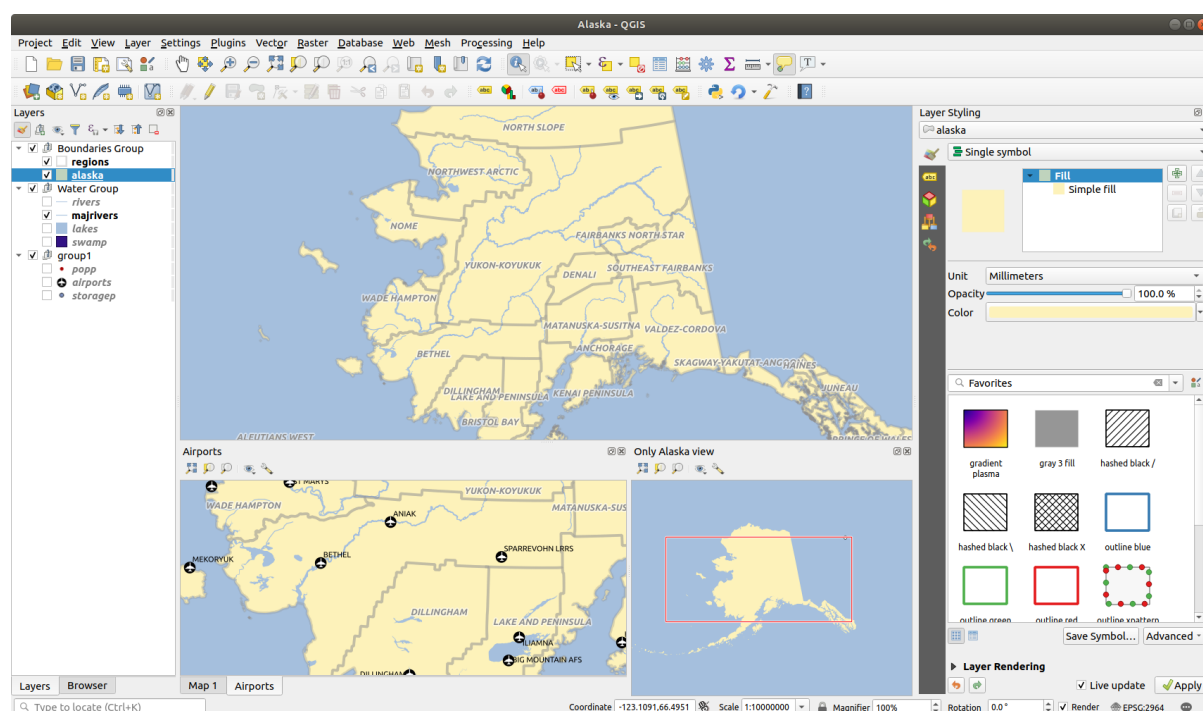 Alaska - QGIS
Project Edit View Layer Settings Plugins Vector Raster Database Web Mesh Processing Help
Layers
Boundaries Group
regions
alaska
Water Group
rivers
majrivers
lakes
swamp
group1
popp
airports
storagep
Layers Browser
Type to locate (Ctrl+K)
NORTH SLOPE
NORTHWEST ARCTIC
NOME
FAIRBANKS NORTH STAR
YUKON-KOYUKUK
SOUTHEAST FAIRBANKS
DENALI
WADE HAMPTON
MATANUSKA-SUSITNA
VALDEZ-CORDOVA
ANCHORAGE
BETHEL
SKAGWAY-YAKUTAT-ANGOON
HAINES
JUNEAU
DILLINGHAM
LAKE AND PENINSULA
KENAI PENINSULA
BRISTOL BAY
ALEUTIANS WEST
PRINCE OF WALES
Airports
ST MARYS
YUKON-KOYUKUK
WADE HAMPTON
MATANUSKA-SUS
ANIAK
SPARREVOHN LRRS
BETHEL
MEKORYUK
DILLINGHAM
LAKE AND PENINSULA
ILIAMNA
BIG MOUNTAIN AFS
DILLINGHAM
Map 1 Airports
Only Alaska view
Layer Styling
alaska
Single symbol
Fill
Simple fill
Unit Millimeters
Opacity 100.0 %
Color
Favorites
gradient plasma
gray 3 fill
hashed black /
hashed black \
hashed black X
outline blue
outline green
outline red
outline xpattern
Save Symbol... Advanced
Layer Rendering
Live update Apply
Coordinate -123.1091,66.4951 Scale 1:10000000 Magnifier 100% Rotation 0.0° Render EPSG:2964